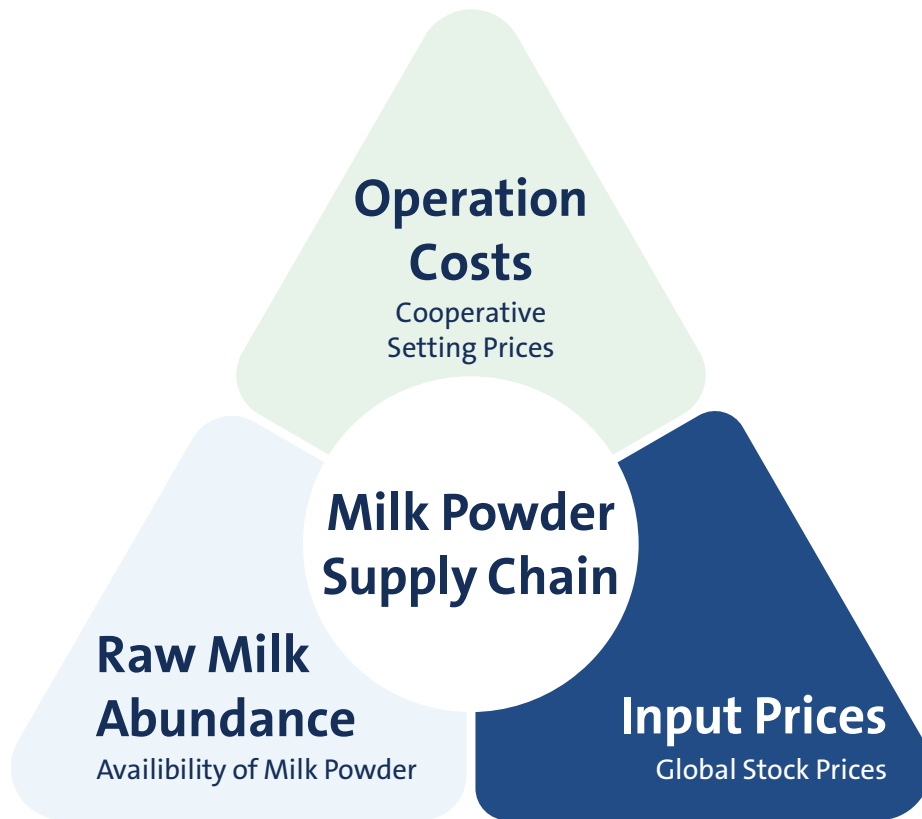 Operation
Costs
Cooperative
Setting Prices
Milk Powder
Supply Chain
Raw Milk
Abundance
Availibility of Milk Powder
Input Prices
Global Stock Prices